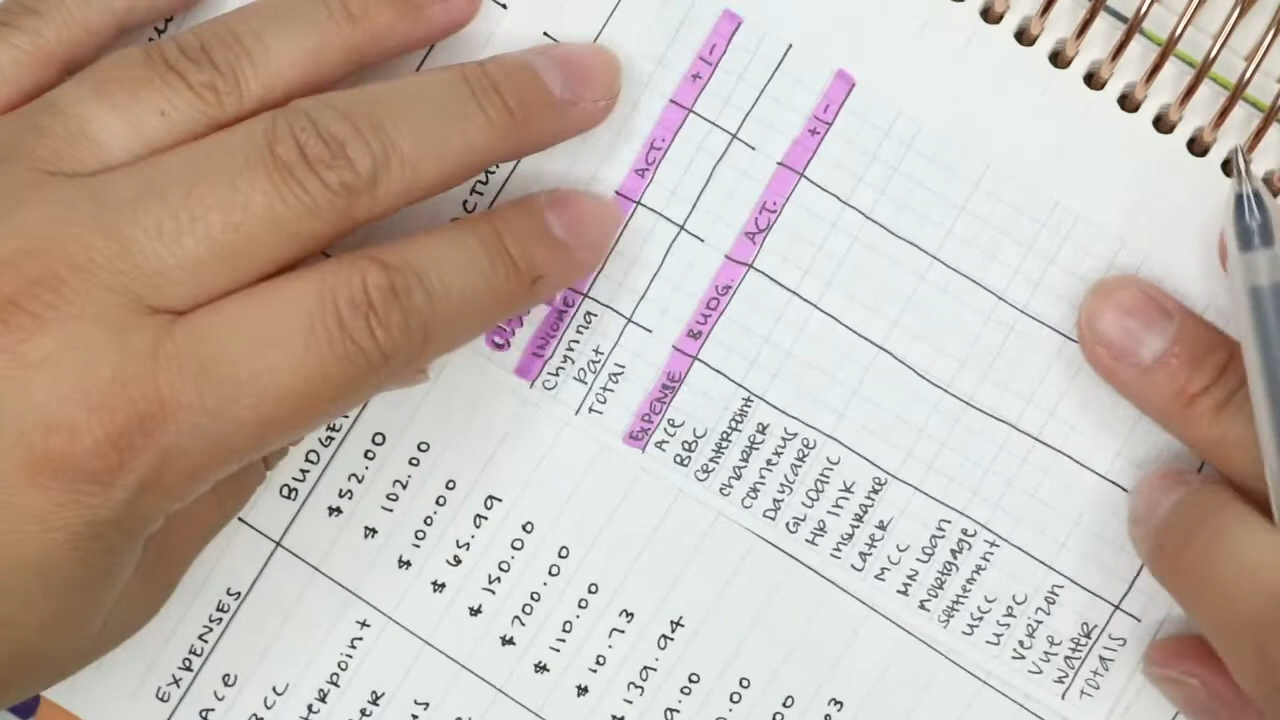 INCOME ACT. +/-
Chynna
Pat
TOTAL
EXPENSE BUDG. ACT. +/-
ACE
BBC
CENTERPOINT
CHARTER
CONNEXUS
DAYCARE
GL LOAN
HP INK
INSURANCE
LATER
MCC
MN LOAN
MORTGAGE
SETTLEMENT
USCC
USPC
VERIZON
VUE
WATER
TOTALS
EXPENSES
ACE $52.00
$102.00
$100.00
$65.99
$150.00
$700.00
$110.00
$10.73
$139.94